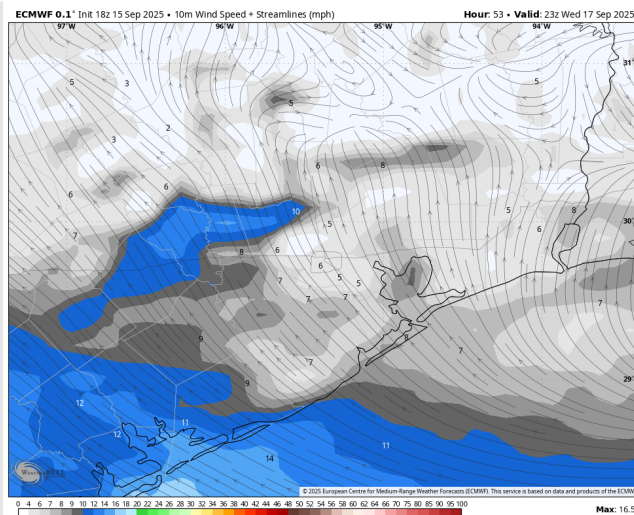 ECMWF 0.1° Init 18z 15 Sep 2025 • 10m Wind Speed + Streamlines (mph)
Hour: 53 • Valid: 23z Wed 17 Sep 2025
97°W 96°W 95°W 94°W
31°
5 3 5 5
2
3
6 8
6 6
10 5 8
30°
7 5 6
8 6
6 5 5
7 7 7 7
9 8
7 7
29°
9
12
11
12 11
14
WeatherBELL
© 2025 European Centre for Medium-Range Weather Forecasts (ECMWF). This service is based on data and products of the ECMW
0 4 6 7 8 9 10 12 14 16 18 20 22 24 26 28 30 32 34 36 38 40 42 44 46 48 50 52 54 56 58 60 65 70 75 80 85 90 95 100
Max: 16.5